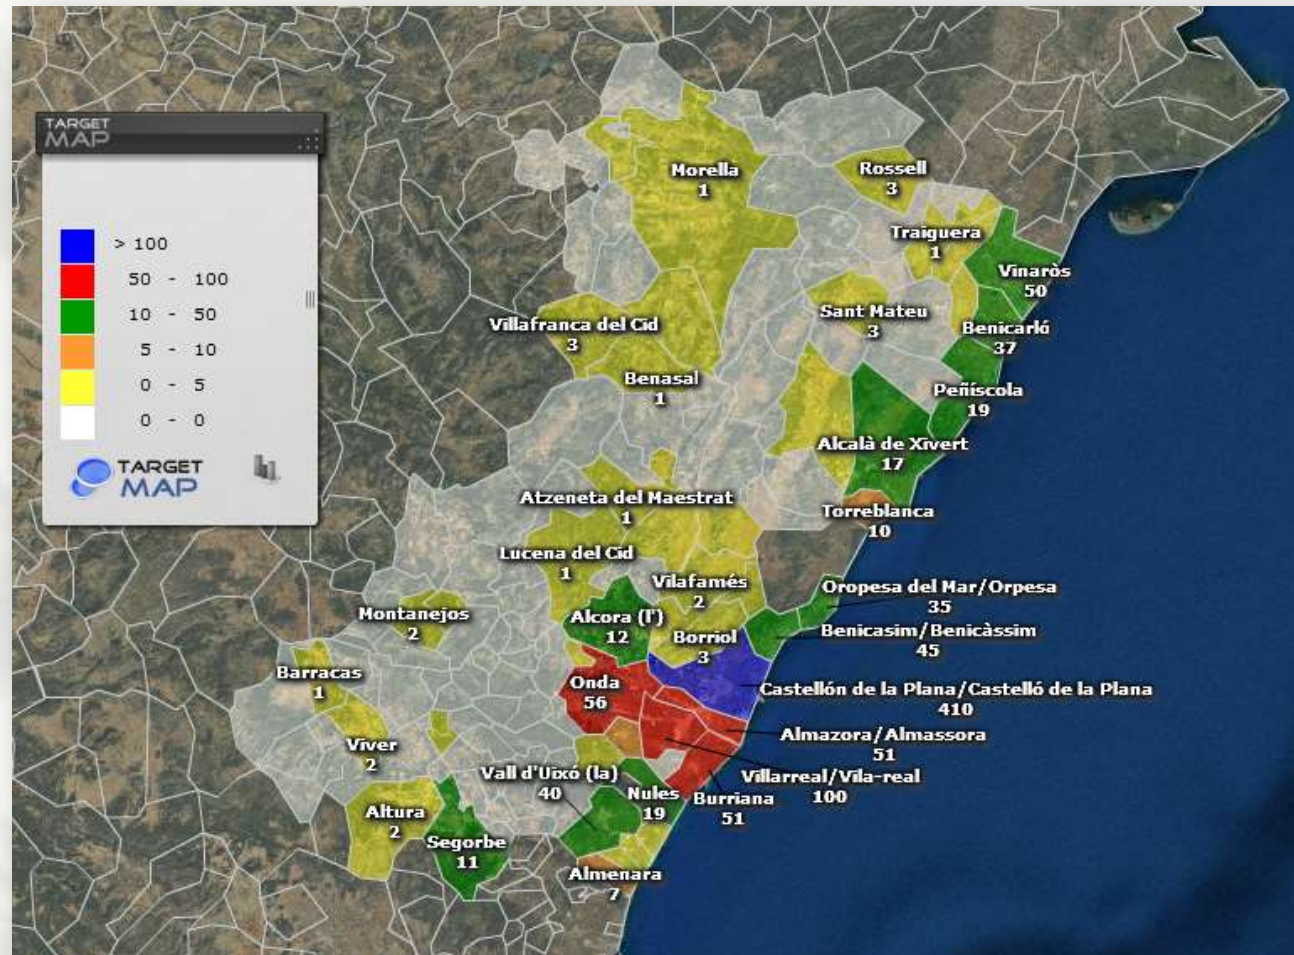 TARGET
MAP
> 100
50 - 100
10 - 50
5 - 10
0 - 5
0 - 0
TARGET
MAP
Morella
1
Rossell
3
Traiguera
1
Vinaròs
50
Sant Mateu
3
Benicarló
37
Villafranca del Cid
3
Benasal
1
Peñíscola
19
Alcalà de Xivert
17
Atzeneta del Maestrat
1
Torreblanca
10
Lucena del Cid
1
Vilafamés
2
Oropesa del Mar/Orpesa
35
Montanejos
2
Alcora (l')
12
Borriol
3
Benicasim/Benicàssim
45
Barracas
1
Onda
56
Castellón de la Plana/Castelló de la Plana
410
Almazora/Almassora
51
Viver
2
Vall d'Uixó (la)
40
Villarreal/Vila-real
100
Nules
19
Burriana
51
Altura
2
Segorbe
11
Almenara
7